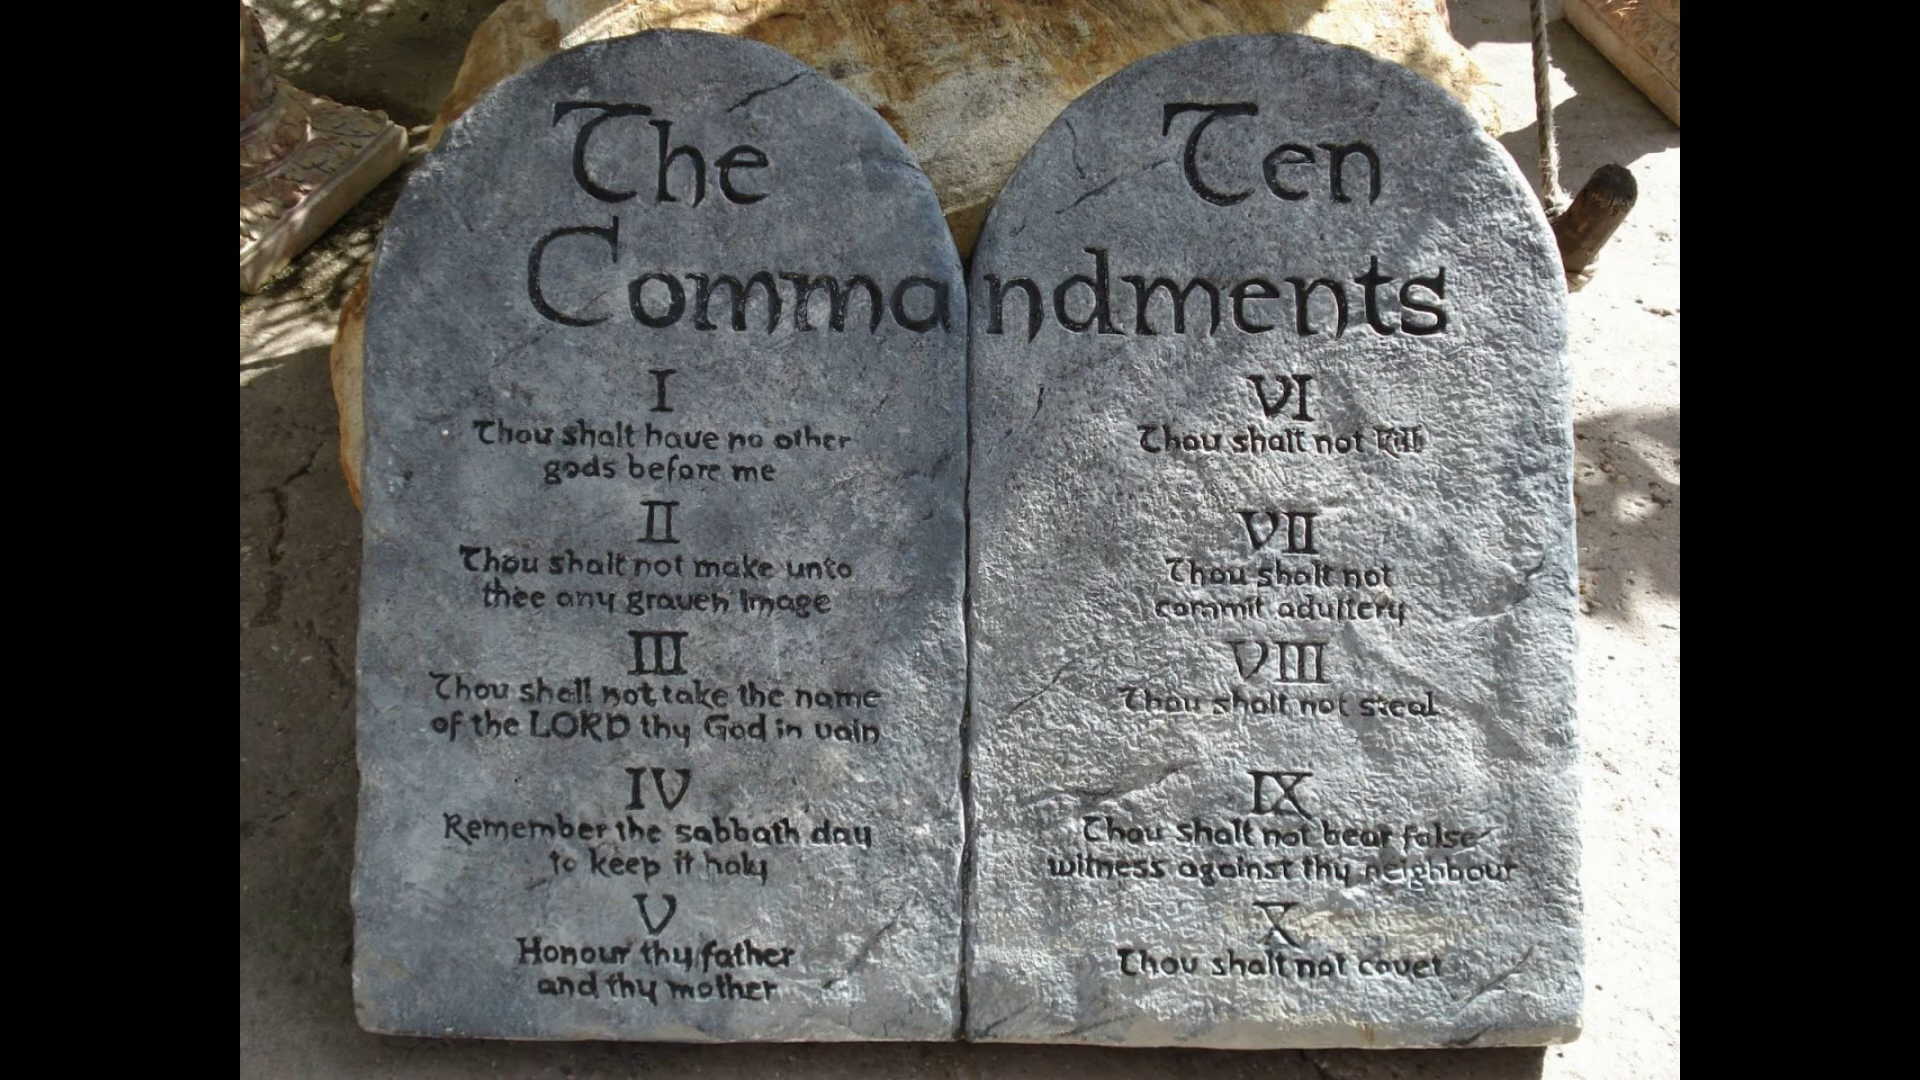 The Ten
Commandments
I
Thou shalt have no other
gods before me
II
Thou shalt not make unto
thee any graven image
III
Thou shall not take the name
of the LORD thy God in vain
IV
Remember the sabbath day
to keep it holy
V
Honour thy father
and thy mother
VI
Thou shalt not kill
VII
Thou shalt not
commit adultery
VIII
Thou shalt not steal
IX
Thou shalt not bear false
witness against thy neighbour
X
Thou shalt not covet